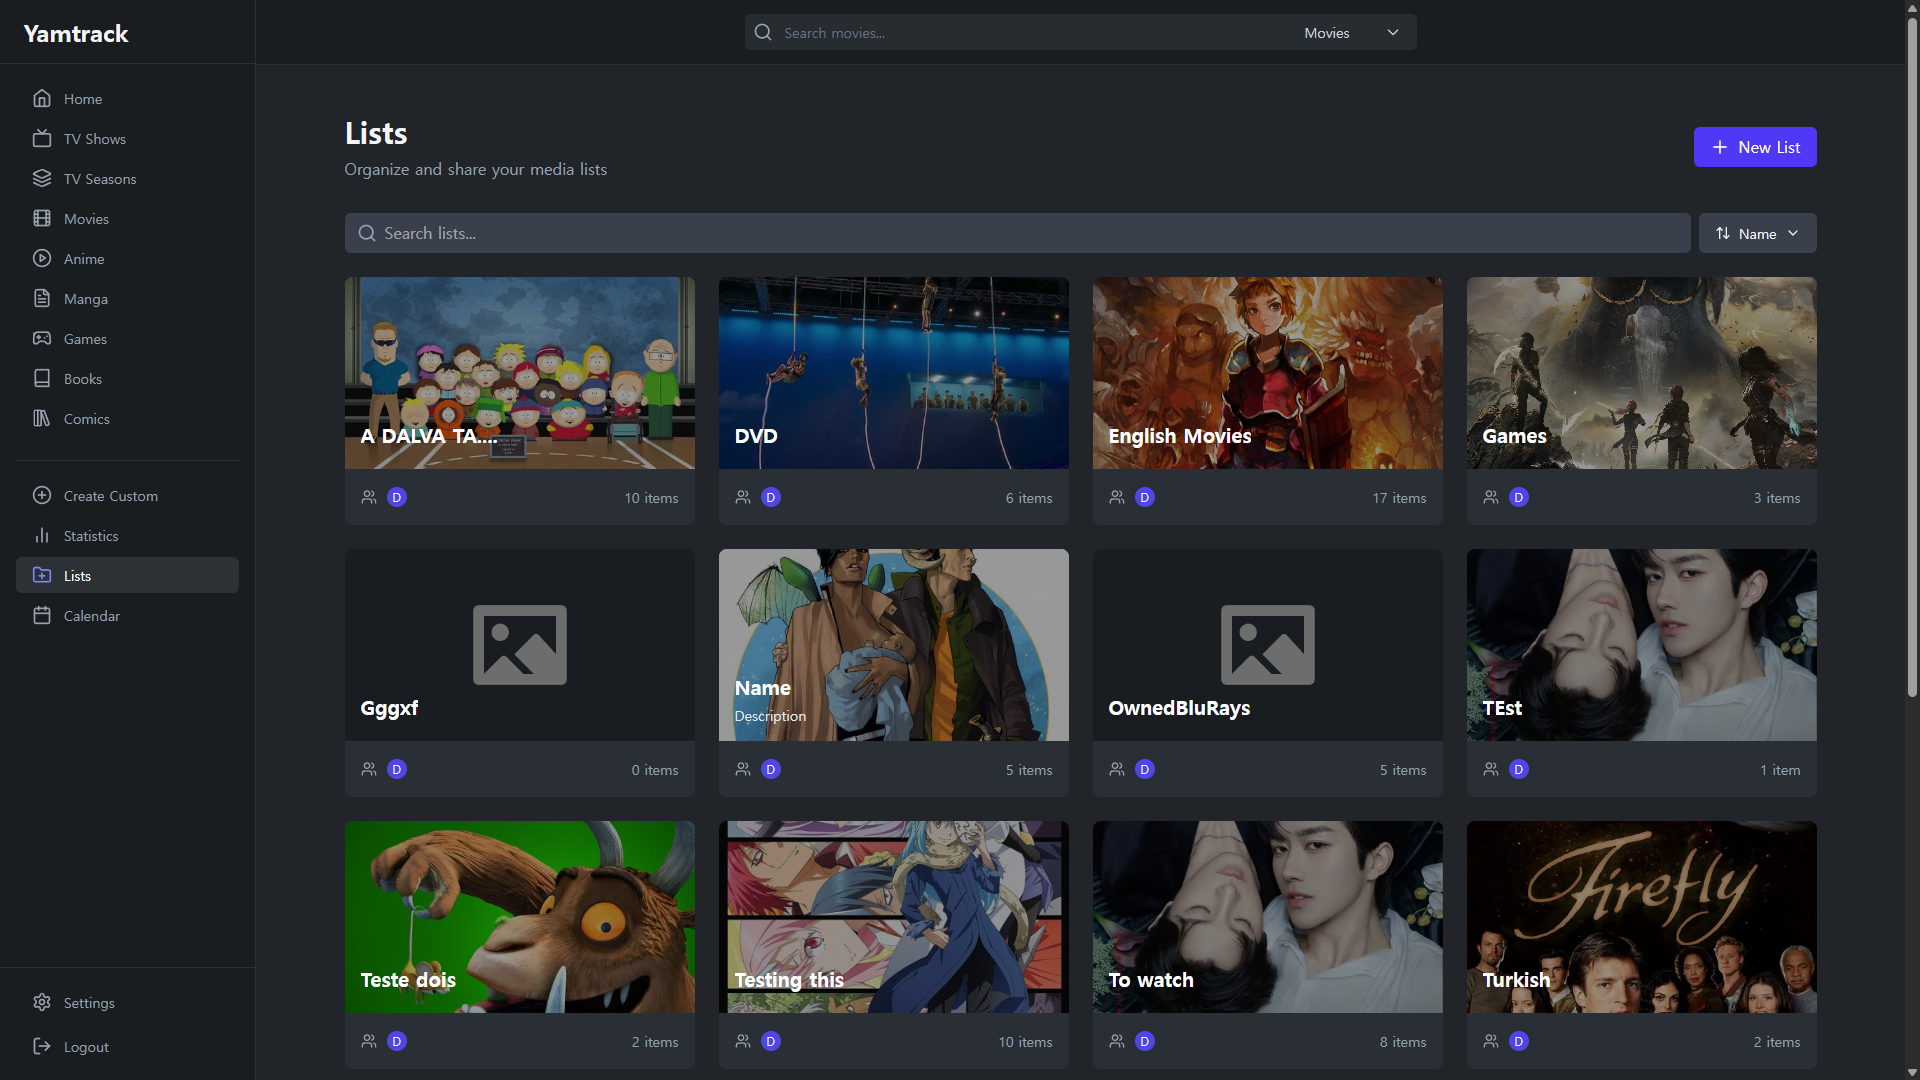 Yamtrack
Search movies...
Movies
Home
TV Shows
TV Seasons
Movies
Anime
Manga
Games
Books
Comics
Create Custom
Statistics
Lists
Calendar
Settings
Logout
Lists
Organize and share your media lists
New List
Search lists...
Name
A DALVA TA....
D
10 items
DVD
D
6 items
English Movies
D
17 items
Games
D
3 items
Gggxf
D
0 items
Name
Description
D
5 items
OwnedBluRays
D
5 items
TEst
D
1 item
Teste dois
D
2 items
Testing this
D
10 items
To watch
D
8 items
Firefly
Turkish
D
2 items